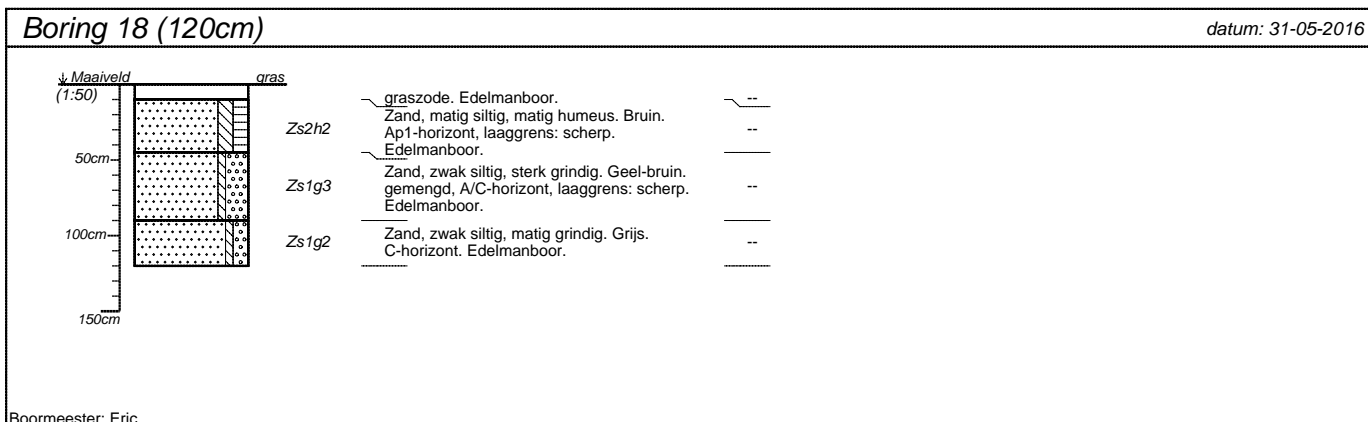 Boring 18 (120cm)
datum: 31-05-2016
Maaiveld
gras
(1:50)
graszode. Edelmanboor.
--
Zs2h2
Zand, matig siltig, matig humeus. Bruin.
Ap1-horizont, laaggrens: scherp.
Edelmanboor.
--
50cm
Zs1g3
Zand, zwak siltig, sterk grindig. Geel-bruin.
gemengd, A/C-horizont, laaggrens: scherp.
Edelmanboor.
--
100cm
Zs1g2
Zand, zwak siltig, matig grindig. Grijs.
C-horizont. Edelmanboor.
--
150cm
Boormeester: Eric